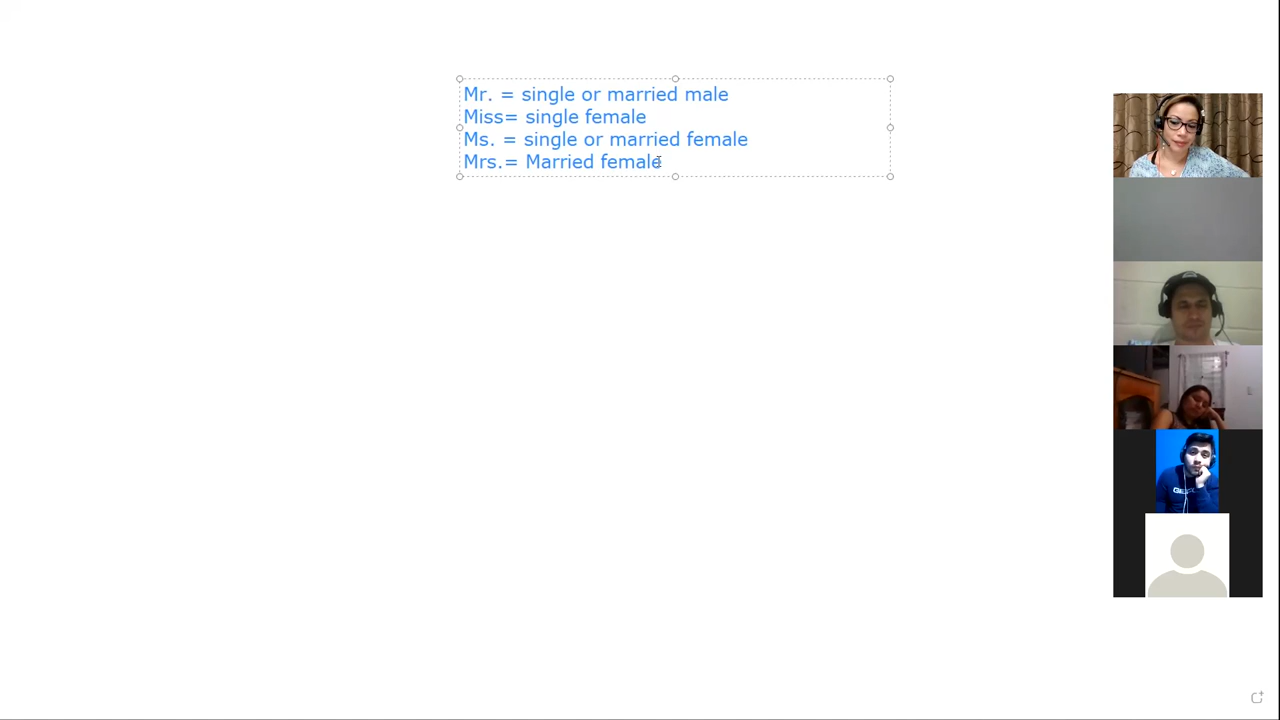 Mr. = single or married male
Miss= single female
Ms. = single or married female
Mrs.= Married female